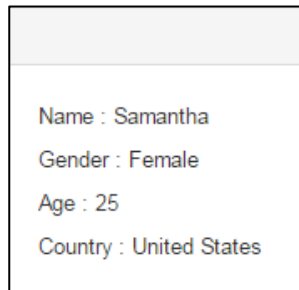 Name : Samantha
Gender : Female
Age : 25
Country : United States